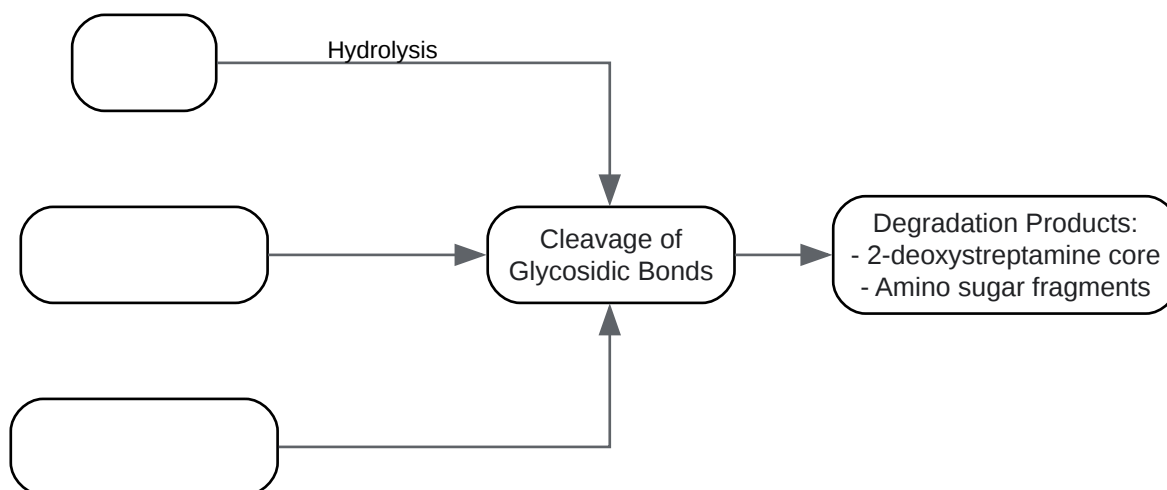 Hydrolysis
Cleavage of
Glycosidic Bonds
Degradation Products:
- 2-deoxystreptamine core
- Amino sugar fragments